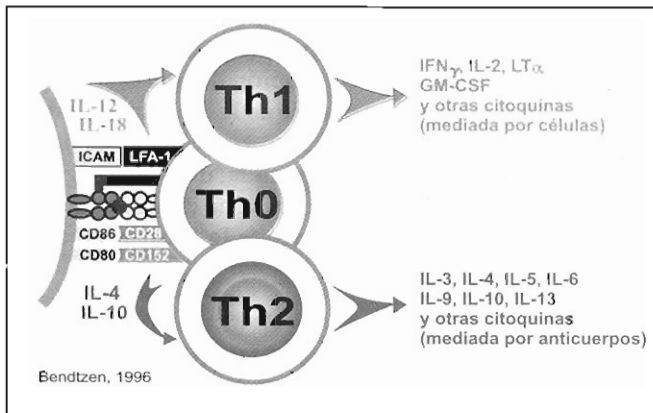 IL-12
IL-18
ICAM LFA-1
CD86 CD28
CD80 CD152
IL-4
IL-10
Th1
Th0
Th2
IFNγ, IL-2, LTα
GM-CSF
y otras citoquinas
(mediada por células)
IL-3, IL-4, IL-5, IL-6
IL-9, IL-10, IL-13
y otras citoquinas
(mediada por anticuerpos)
Bendtzen, 1996